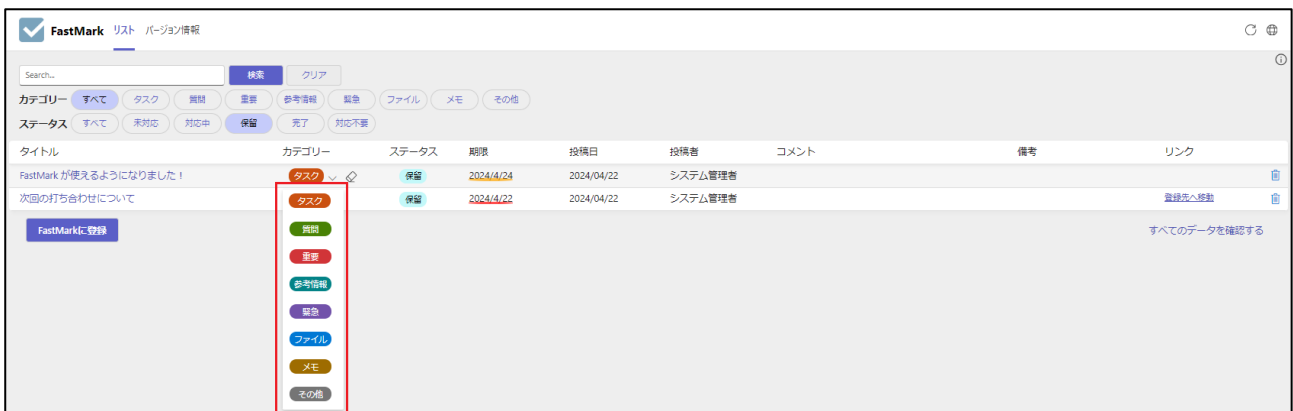 FastMark リスト バージョン情報
Search... 検索 クリア
カテゴリー すべて タスク 質問 重要 参考情報 緊急 ファイル メモ その他
ステータス すべて 未対応 対応中 保留 完了 対応不要
タイトル カテゴリー ステータス 期限 投稿日 投稿者 コメント 備考 リンク
FastMark が使えるようになりました！ タスク 保留 2024/4/24 2024/04/22 システム管理者
次回の打ち合わせについて タスク 保留 2024/4/22 2024/04/22 システム管理者 登録先へ移動
FastMarkに登録 質問 すべてのデータを確認する
重要
参考情報
緊急
ファイル
メモ
その他